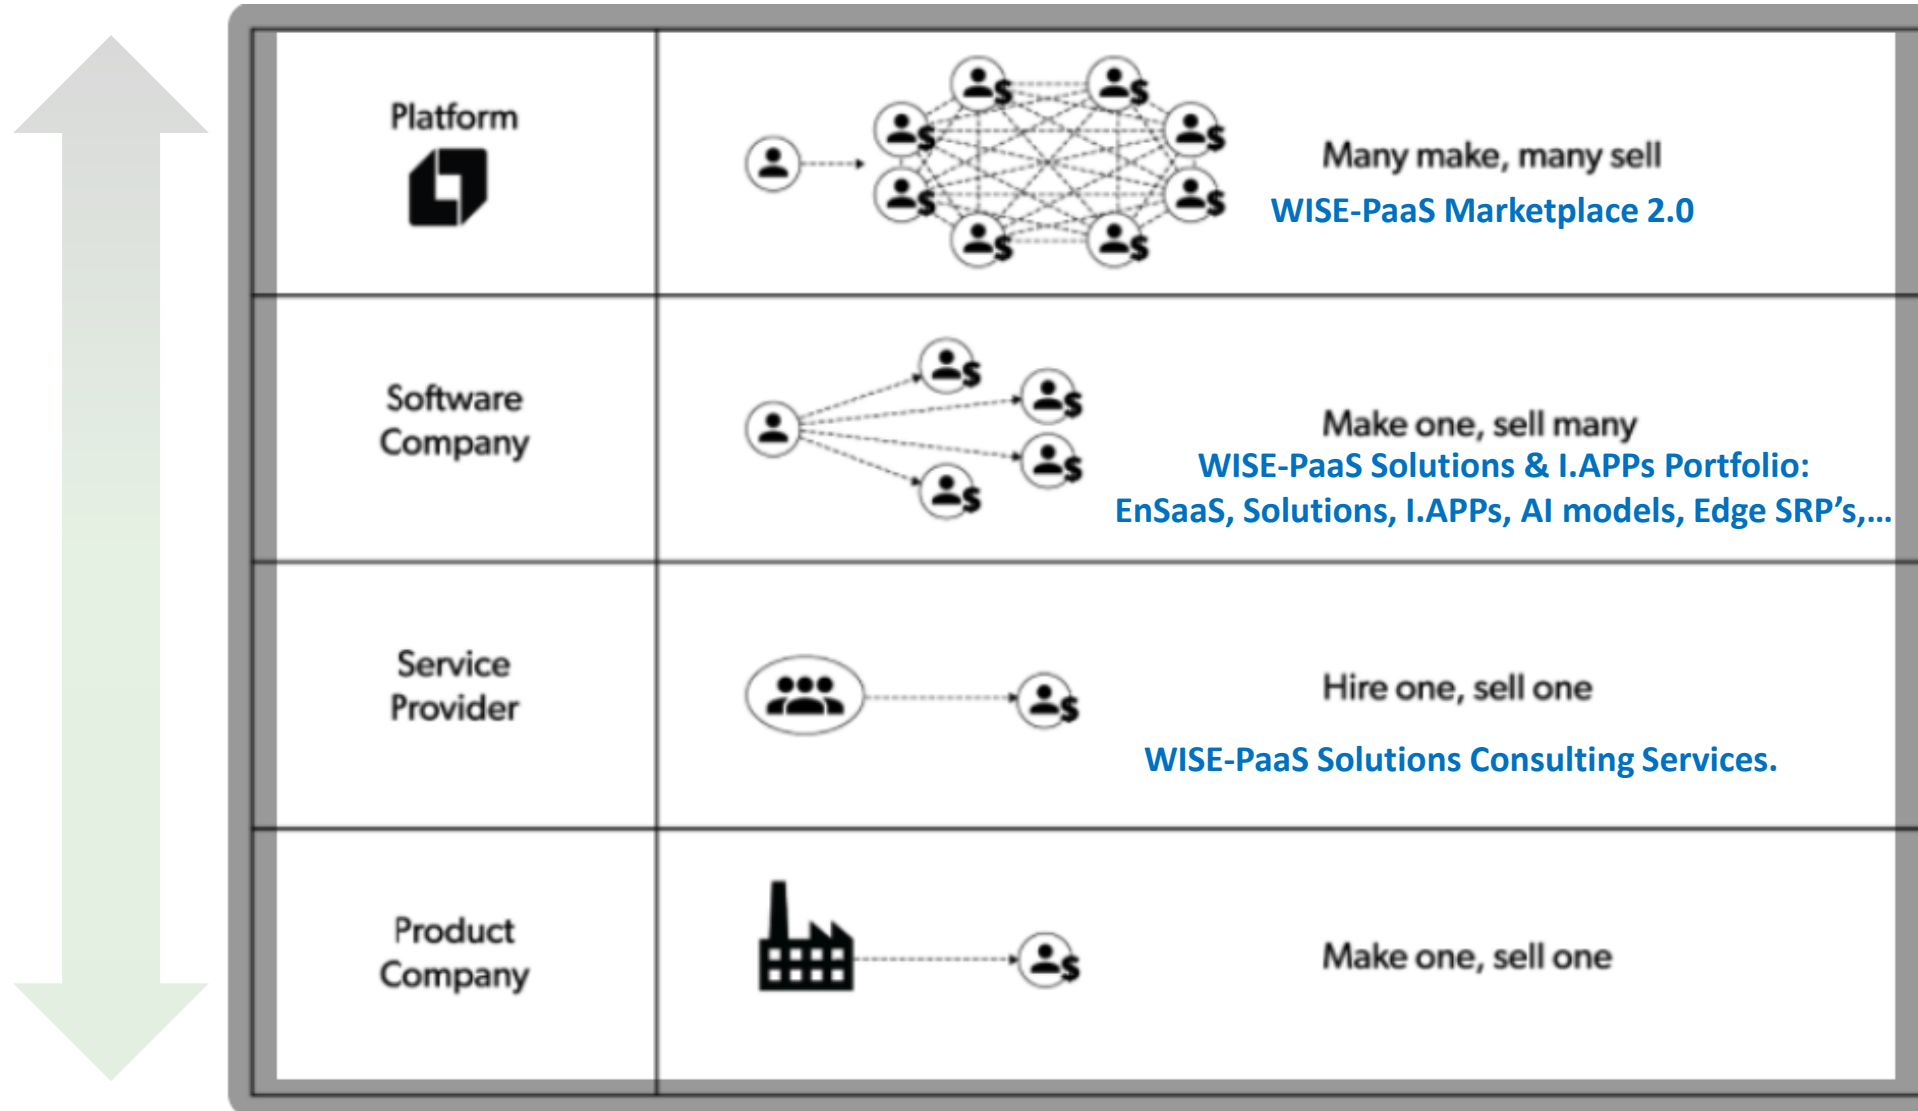 Platform
Many make, many sell
WISE-PaaS Marketplace 2.0
Software
Company
Make one, sell many
WISE-PaaS Solutions & I.APPs Portfolio:
EnSaaS, Solutions, I.APPs, AI models, Edge SRP’s,...
Service
Provider
Hire one, sell one
WISE-PaaS Solutions Consulting Services.
Product
Company
Make one, sell one